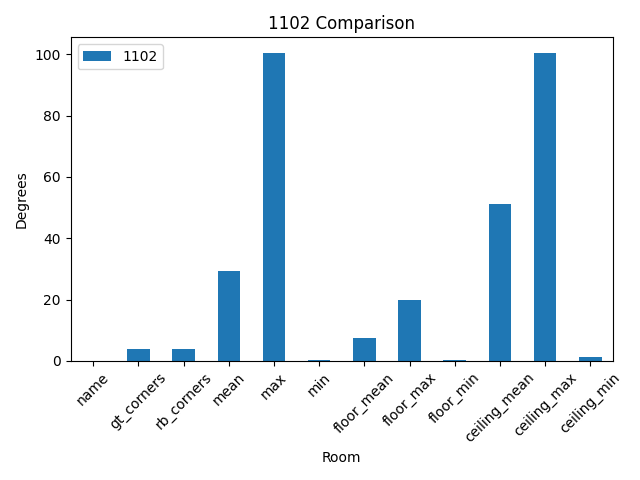 1102 Comparison
1102
Degrees
100
80
60
40
20
0
name
gt_corners
rb_corners
mean
max
min
floor_mean
floor_max
floor_min
ceiling_mean
ceiling_max
ceiling_min
Room